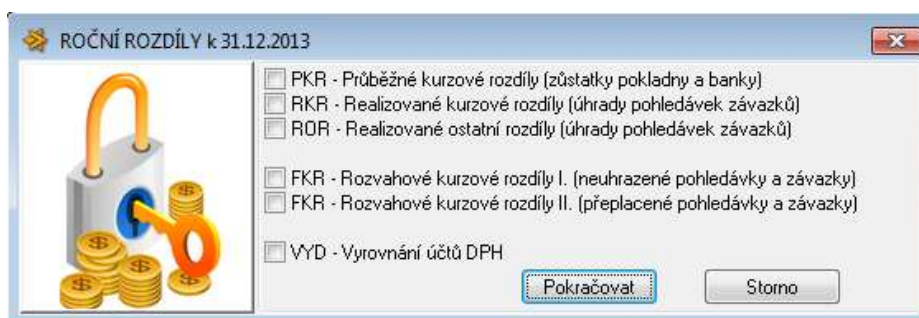 ROČNÍ ROZDÍLY k 31.12.2013
PKR - Průběžné kurzové rozdíly (zůstatky pokladny a banky)
RKR - Realizované kurzové rozdíly (úhrady pohledávek závazků)
ROR - Realizované ostatní rozdíly (úhrady pohledávek závazků)
FKR - Rozvahové kurzové rozdíly I. (neuhrazené pohledávky a závazky)
FKR - Rozvahové kurzové rozdíly II. (přeplacené pohledávky a závazky)
VYD - Vyrovnání účtů DPH
Pokračovat Storno